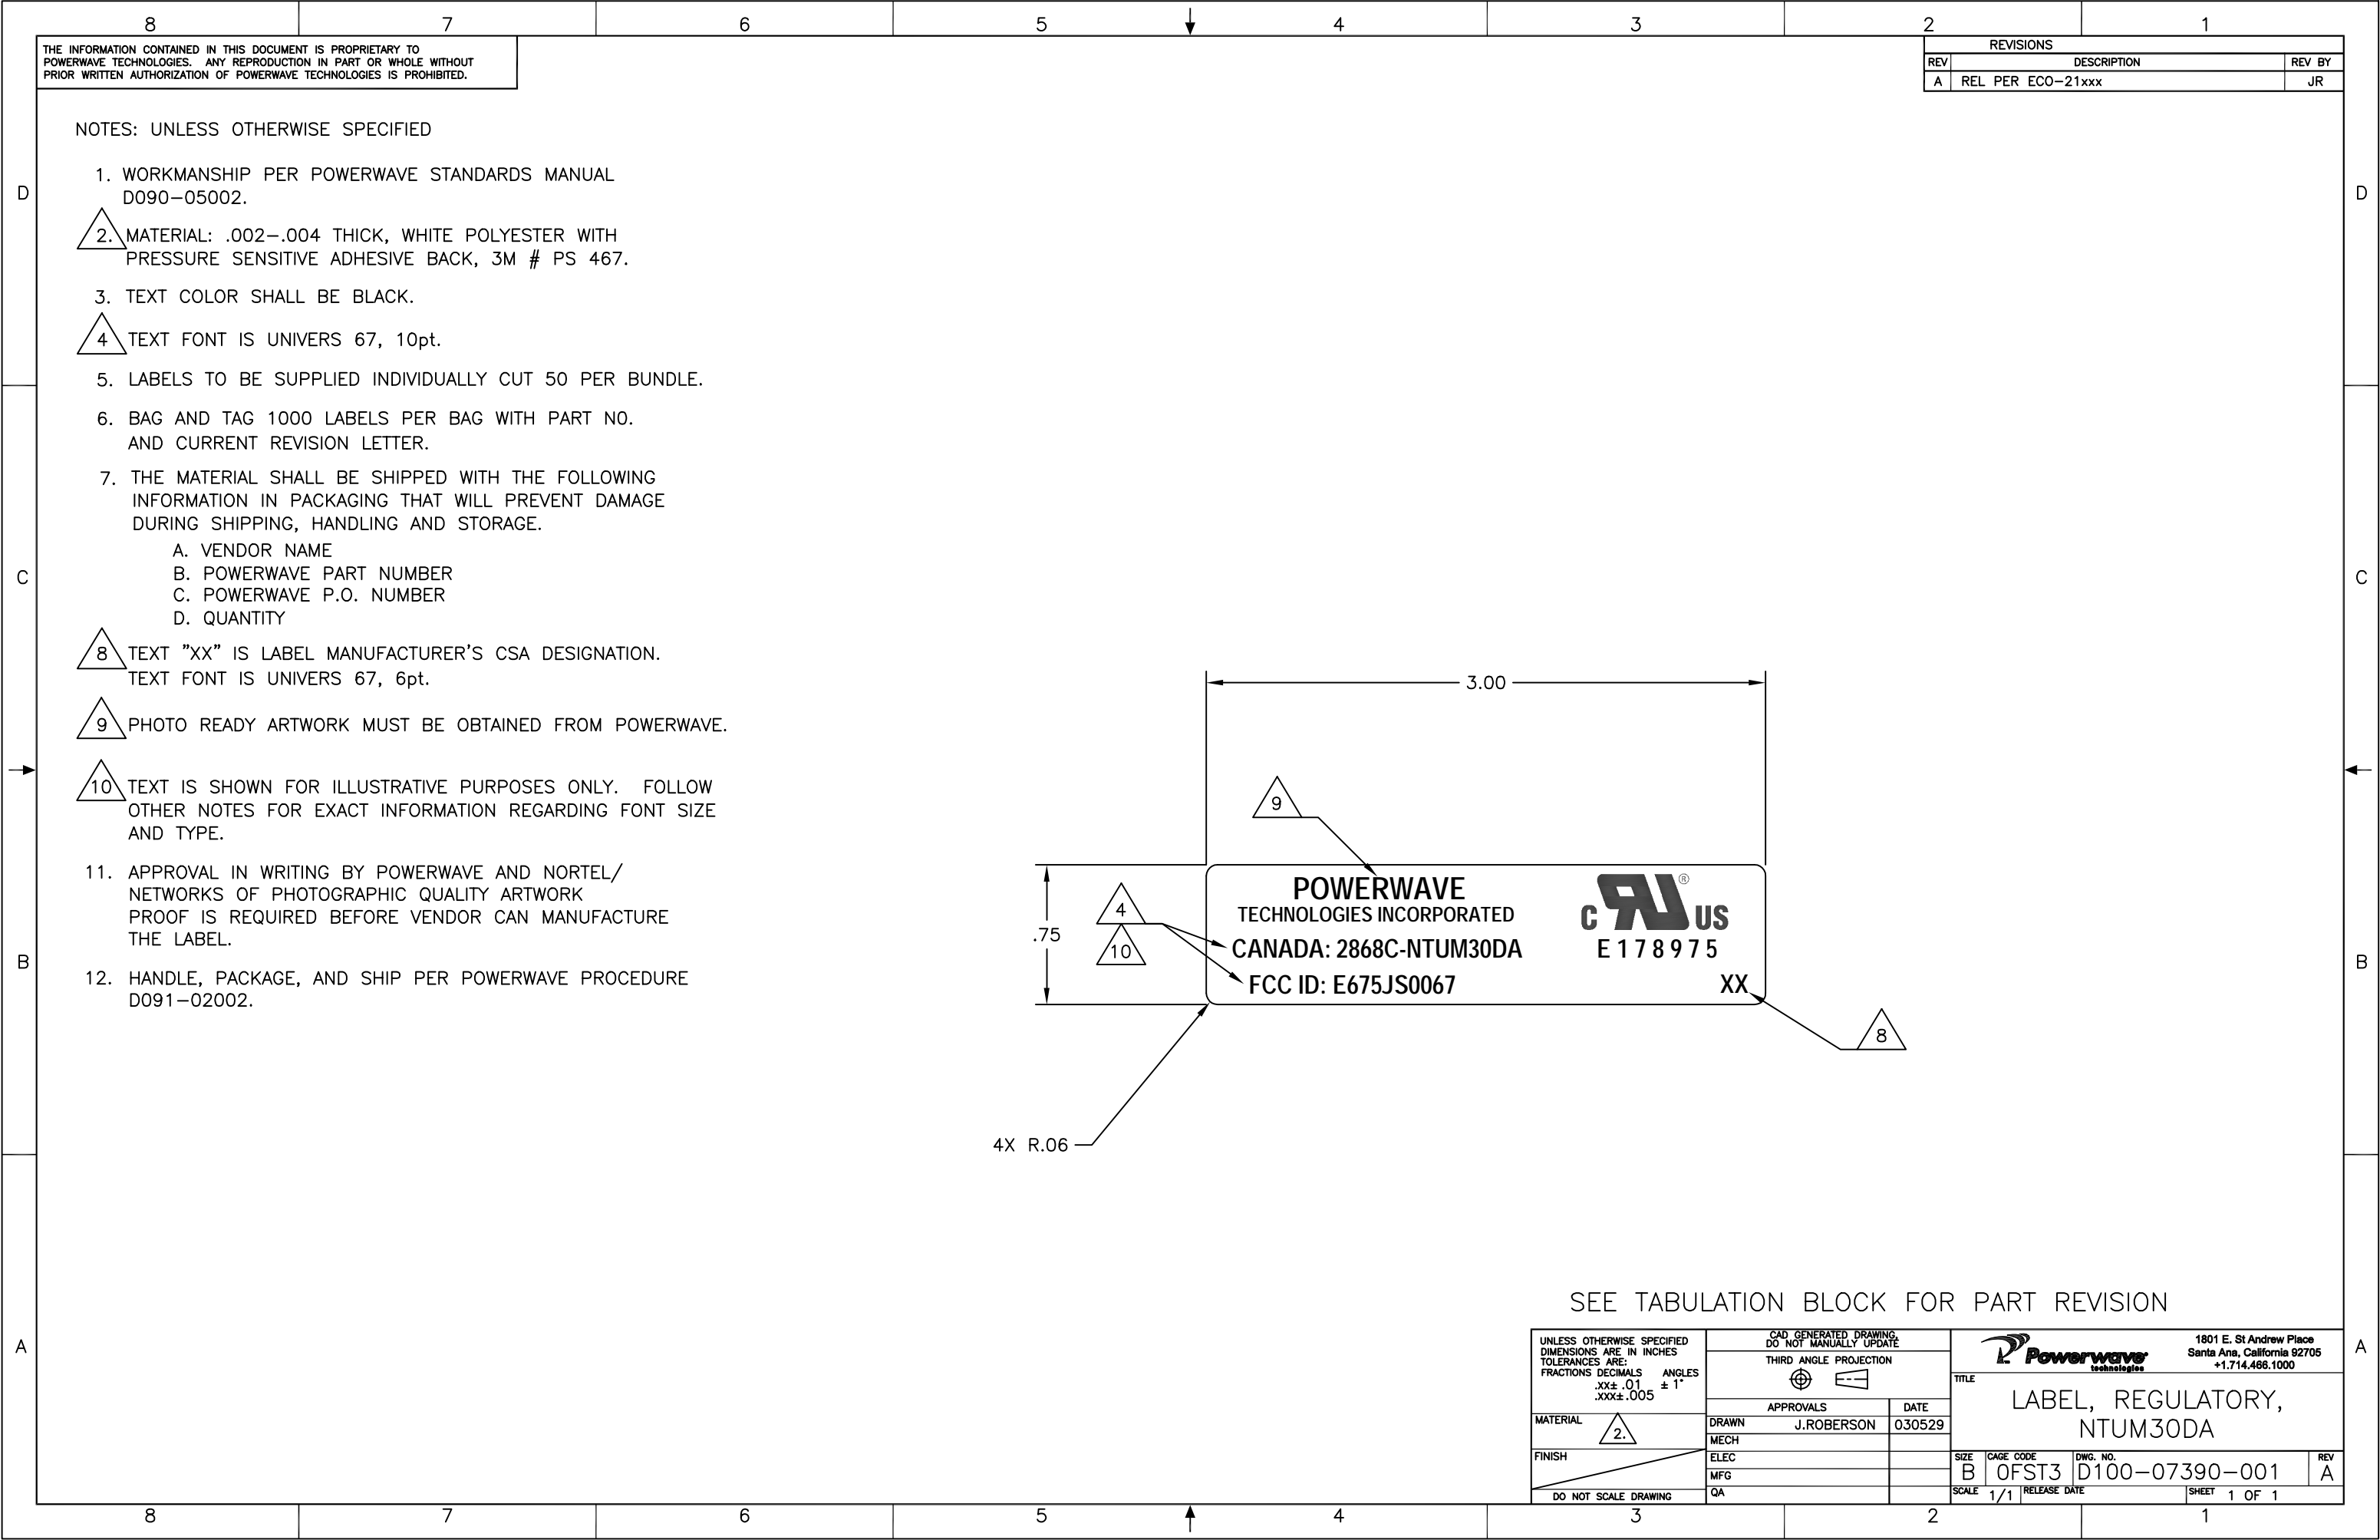 8 7 6 5 4 3 2 1
THE INFORMATION CONTAINED IN THIS DOCUMENT IS PROPRIETARY TO
POWERWAVE TECHNOLOGIES. ANY REPRODUCTION IN PART OR WHOLE WITHOUT
PRIOR WRITTEN AUTHORIZATION OF POWERWAVE TECHNOLOGIES IS PROHIBITED.
REVISIONS
REV DESCRIPTION REV BY
A REL PER ECO-21xxx JR
NOTES: UNLESS OTHERWISE SPECIFIED
1. WORKMANSHIP PER POWERWAVE STANDARDS MANUAL
D090-05002.
D D
2. MATERIAL: .002-.004 THICK, WHITE POLYESTER WITH
PRESSURE SENSITIVE ADHESIVE BACK, 3M # PS 467.
3. TEXT COLOR SHALL BE BLACK.
4 TEXT FONT IS UNIVERS 67, 10pt.
5. LABELS TO BE SUPPLIED INDIVIDUALLY CUT 50 PER BUNDLE.
6. BAG AND TAG 1000 LABELS PER BAG WITH PART NO.
AND CURRENT REVISION LETTER.
7. THE MATERIAL SHALL BE SHIPPED WITH THE FOLLOWING
INFORMATION IN PACKAGING THAT WILL PREVENT DAMAGE
DURING SHIPPING, HANDLING AND STORAGE.
A. VENDOR NAME
B. POWERWAVE PART NUMBER
C. POWERWAVE P.O. NUMBER
D. QUANTITY
C C
8 TEXT "XX" IS LABEL MANUFACTURER'S CSA DESIGNATION.
TEXT FONT IS UNIVERS 67, 6pt.
9 PHOTO READY ARTWORK MUST BE OBTAINED FROM POWERWAVE.
10 TEXT IS SHOWN FOR ILLUSTRATIVE PURPOSES ONLY. FOLLOW
OTHER NOTES FOR EXACT INFORMATION REGARDING FONT SIZE
AND TYPE.
11. APPROVAL IN WRITING BY POWERWAVE AND NORTEL/
NETWORKS OF PHOTOGRAPHIC QUALITY ARTWORK
PROOF IS REQUIRED BEFORE VENDOR CAN MANUFACTURE
THE LABEL.
12. HANDLE, PACKAGE, AND SHIP PER POWERWAVE PROCEDURE
D091-02002.
B B
3.00
9
4
10
.75
POWERWAVE
TECHNOLOGIES INCORPORATED
CANADA: 2868C-NTUM30DA
FCC ID: E675JS0067
C RU ® US
E178975
XX
8
4X R.06
SEE TABULATION BLOCK FOR PART REVISION
A A
UNLESS OTHERWISE SPECIFIED
DIMENSIONS ARE IN INCHES
TOLERANCES ARE:
FRACTIONS DECIMALS ANGLES
.XX± .01 ± 1°
.XXX± .005
MATERIAL
2.
FINISH
DO NOT SCALE DRAWING
CAD GENERATED DRAWING,
DO NOT MANUALLY UPDATE
THIRD ANGLE PROJECTION
APPROVALS DATE
DRAWN J.ROBERSON 030529
MECH
ELEC
MFG
QA
Powerwave
technologies
1801 E. St Andrew Place
Santa Ana, California 92705
+1.714.466.1000
TITLE
LABEL, REGULATORY,
NTUM30DA
SIZE CAGE CODE DWG. NO. REV
B 0FST3 D100-07390-001 A
SCALE 1/1 RELEASE DATE SHEET 1 OF 1
8 7 6 5 4 3 2 1